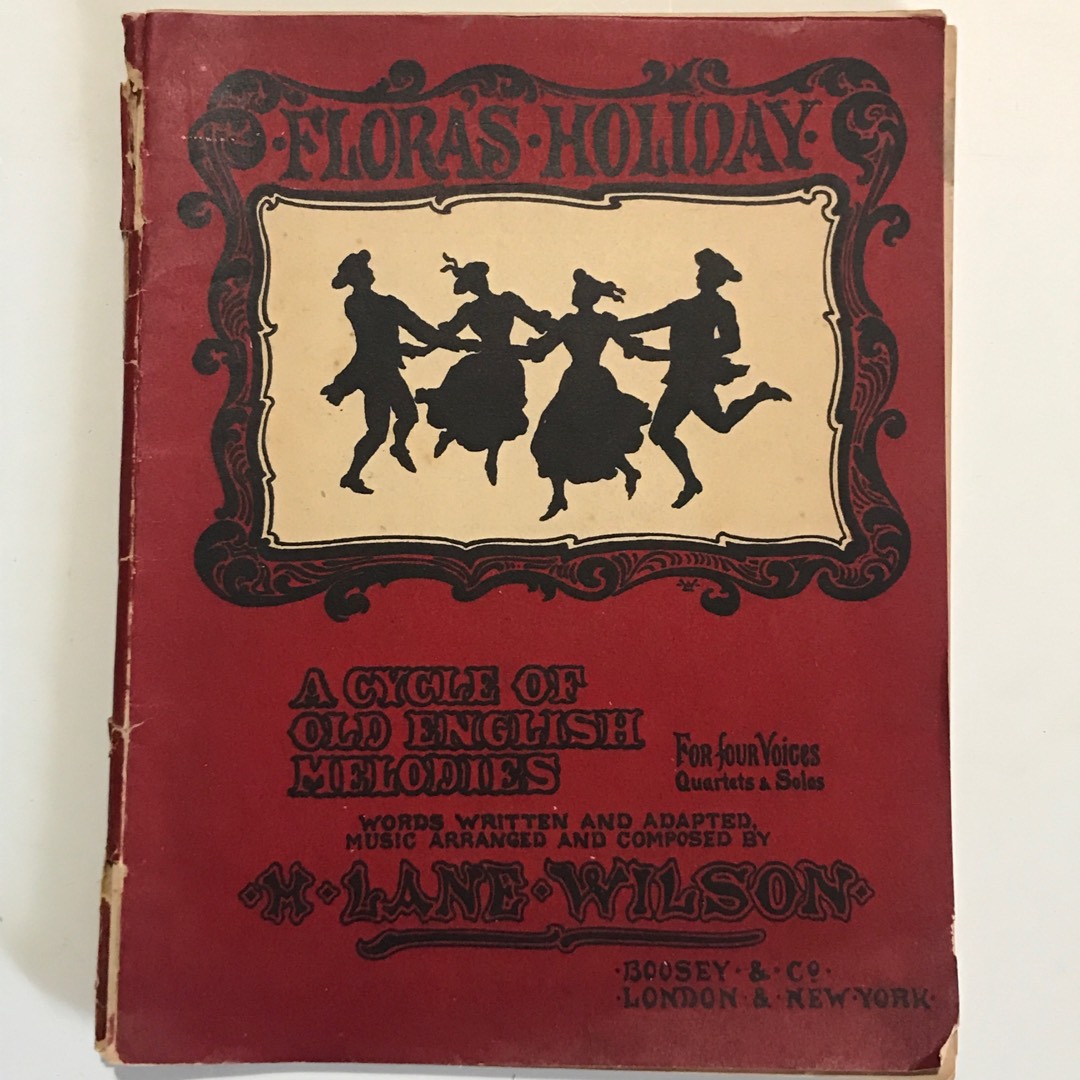 ·FLORA'S·HOLIDAY·
A CYCLE OF
OLD ENGLISH
MELODIES
FOR four VOICES
Quartets & Solos
WORDS WRITTEN AND ADAPTED,
MUSIC ARRANGED AND COMPOSED BY
·H·LANE·WILSON·
·BOOSEY·&·CO·
·LONDON·&·NEW·YORK·